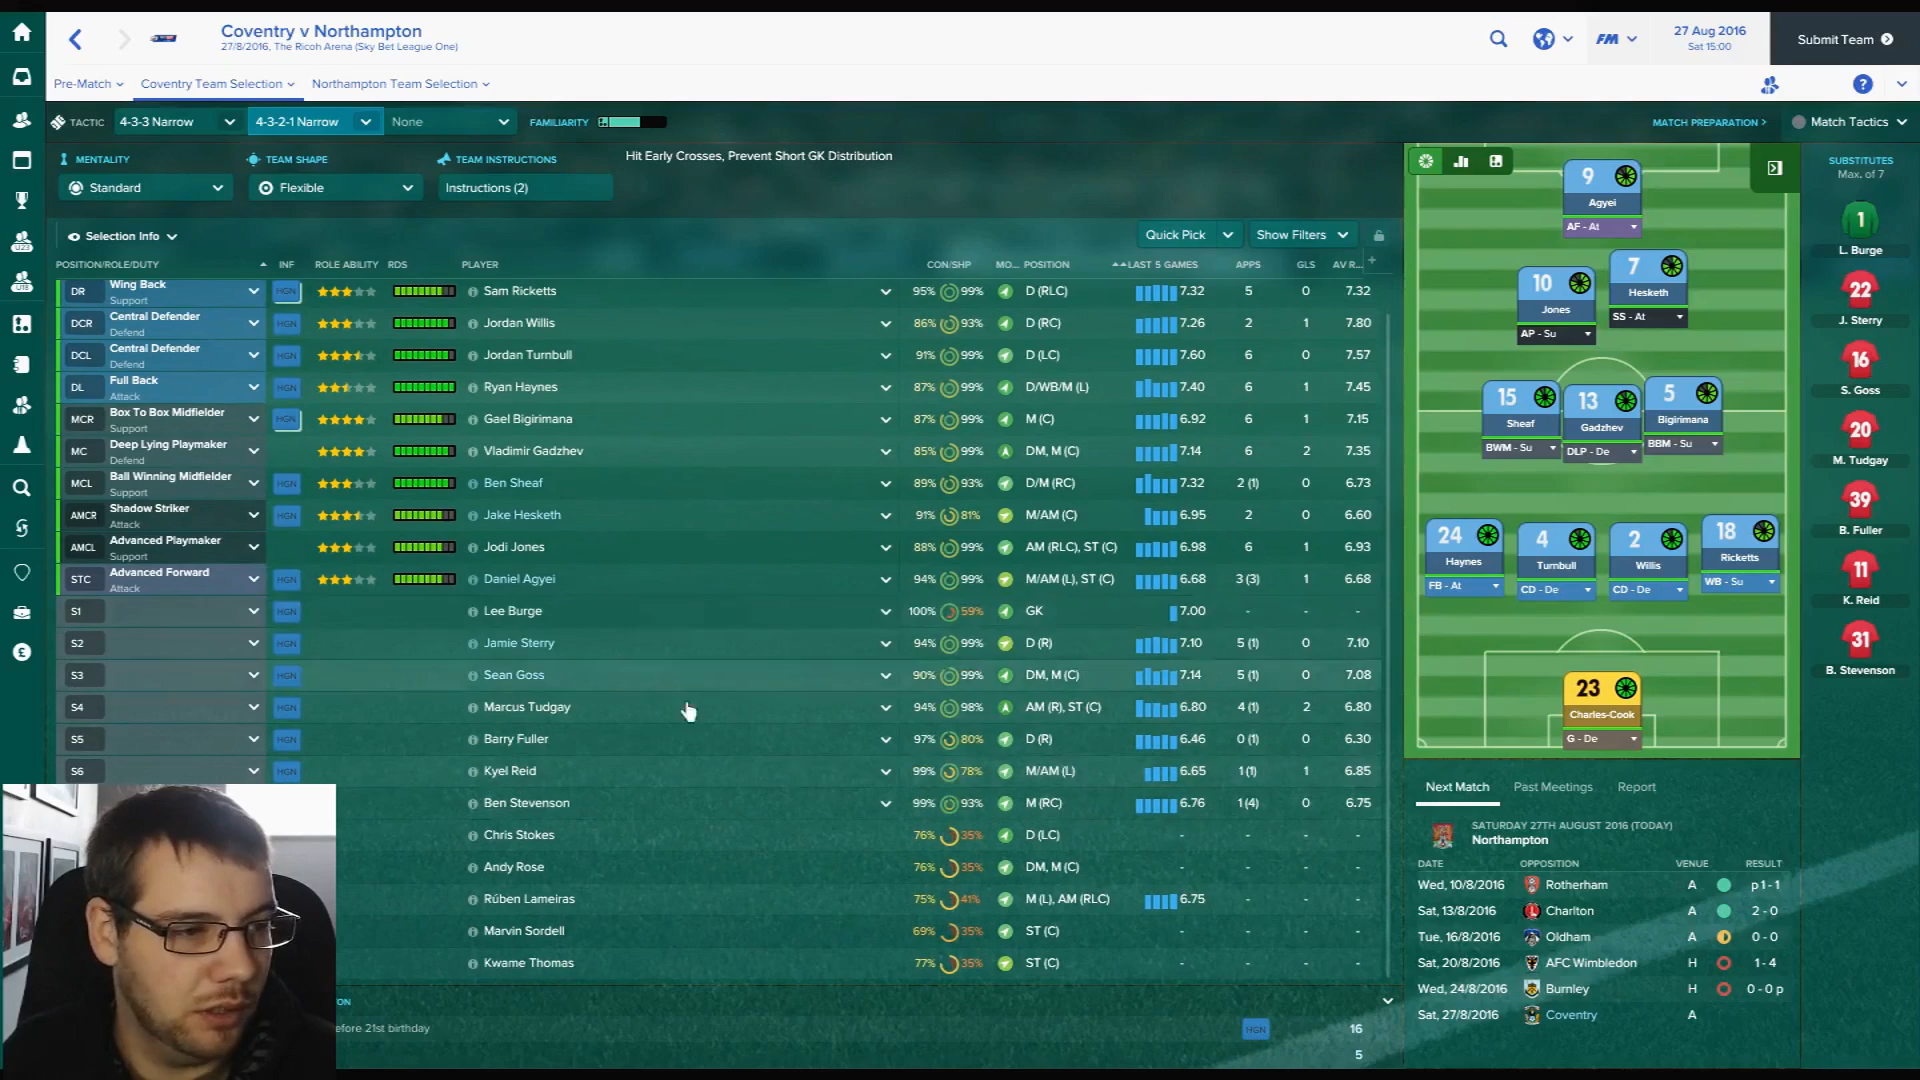 Coventry v Northampton
27/8/2016, The Ricoh Arena (Sky Bet League One)
FM
27 Aug 2016
Sat 15:00
Submit Team
Pre-Match
Coventry Team Selection
Northampton Team Selection
?
TACTIC
4-3-3 Narrow
4-3-2-1 Narrow
None
FAMILIARITY
MATCH PREPARATION >
Match Tactics
MENTALITY
TEAM SHAPE
TEAM INSTRUCTIONS
Hit Early Crosses, Prevent Short GK Distribution
Standard
Flexible
Instructions (2)
SUBSTITUTES
Max. of 7
Selection Info
Quick Pick
Show Filters
POSITION/ROLE/DUTY INF ROLE ABILITY RDS PLAYER CON/SHP MO... POSITION LAST 5 GAMES APPS GLS AV R...
DR Wing Back Support HGN Sam Ricketts 95% 99% D (RLC) 7.32 5 0 7.32
DCR Central Defender Defend HGN Jordan Willis 86% 93% D (RC) 7.26 2 1 7.80
DCL Central Defender Defend HGN Jordan Turnbull 91% 99% D (LC) 7.60 6 0 7.57
DL Full Back Attack HGN Ryan Haynes 87% 99% D/WB/M (L) 7.40 6 1 7.45
MCR Box To Box Midfielder Support HGN Gael Bigirimana 87% 99% M (C) 6.92 6 1 7.15
MC Deep Lying Playmaker Defend Vladimir Gadzhev 85% 99% DM, M (C) 7.14 6 2 7.35
MCL Ball Winning Midfielder Support HGN Ben Sheaf 89% 93% D/M (RC) 7.32 2 (1) 0 6.73
AMCR Shadow Striker Attack HGN Jake Hesketh 91% 81% M/AM (C) 6.95 2 0 6.60
AMCL Advanced Playmaker Support Jodi Jones 88% 99% AM (RLC), ST (C) 6.98 6 1 6.93
STC Advanced Forward Attack HGN Daniel Agyei 94% 99% M/AM (L), ST (C) 6.68 3 (3) 1 6.68
S1 HGN Lee Burge 100% 59% GK 7.00 - - -
S2 HGN Jamie Sterry 94% 99% D (R) 7.10 5 (1) 0 7.10
S3 HGN Sean Goss 90% 99% DM, M (C) 7.14 5 (1) 0 7.08
S4 HGN Marcus Tudgay 94% 98% AM (R), ST (C) 6.80 4 (1) 2 6.80
S5 HGN Barry Fuller 97% 80% D (R) 6.46 0 (1) 0 6.30
S6 HGN Kyel Reid 99% 78% M/AM (L) 6.65 1 (1) 1 6.85
Ben Stevenson 99% 93% M (RC) 6.76 1 (4) 0 6.75
Chris Stokes 76% 35% D (LC) - - -
Andy Rose 76% 35% DM, M (C) - - -
Rúben Lameiras 75% 41% M (L), AM (RLC) 6.75 - - -
Marvin Sordell 69% 35% ST (C) - - -
Kwame Thomas 77% 35% ST (C) - - -
efore 21st birthday HGN 16
5
9
Agyei
AF - At
10
Jones
AP - Su
7
Hesketh
SS - At
15
Sheaf
BWM - Su
13
Gadzhev
DLP - De
5
Bigirimana
BBM - Su
24
Haynes
FB - At
4
Turnbull
CD - De
2
Willis
CD - De
18
Ricketts
WB - Su
23
Charles-Cook
G - De
1
L. Burge
22
J. Sterry
16
S. Goss
20
M. Tudgay
39
B. Fuller
11
K. Reid
31
B. Stevenson
Next Match
Past Meetings
Report
SATURDAY 27TH AUGUST 2016 (TODAY)
Northampton
DATE OPPOSITION VENUE RESULT
Wed, 10/8/2016 Rotherham A p 1 - 1
Sat, 13/8/2016 Charlton A 2 - 0
Tue, 16/8/2016 Oldham A 0 - 0
Sat, 20/8/2016 AFC Wimbledon H 1 - 4
Wed, 24/8/2016 Burnley H 0 - 0 p
Sat, 27/8/2016 Coventry A